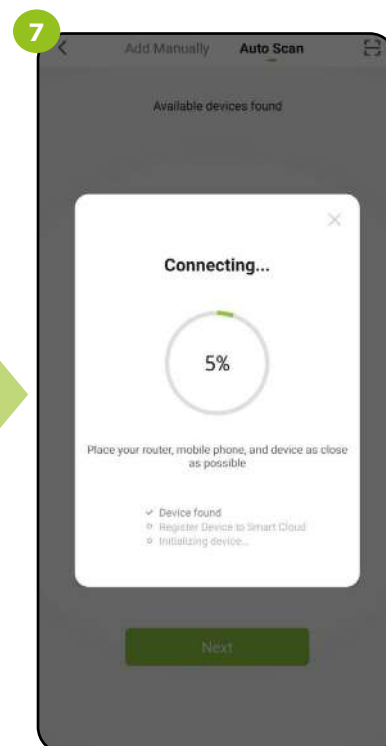 7
Add Manually Auto Scan
Available devices found
Connecting...
5%
Place your router, mobile phone, and device as close
as possible
Device found
Register Device to Smart Cloud
Initializing device...
Next